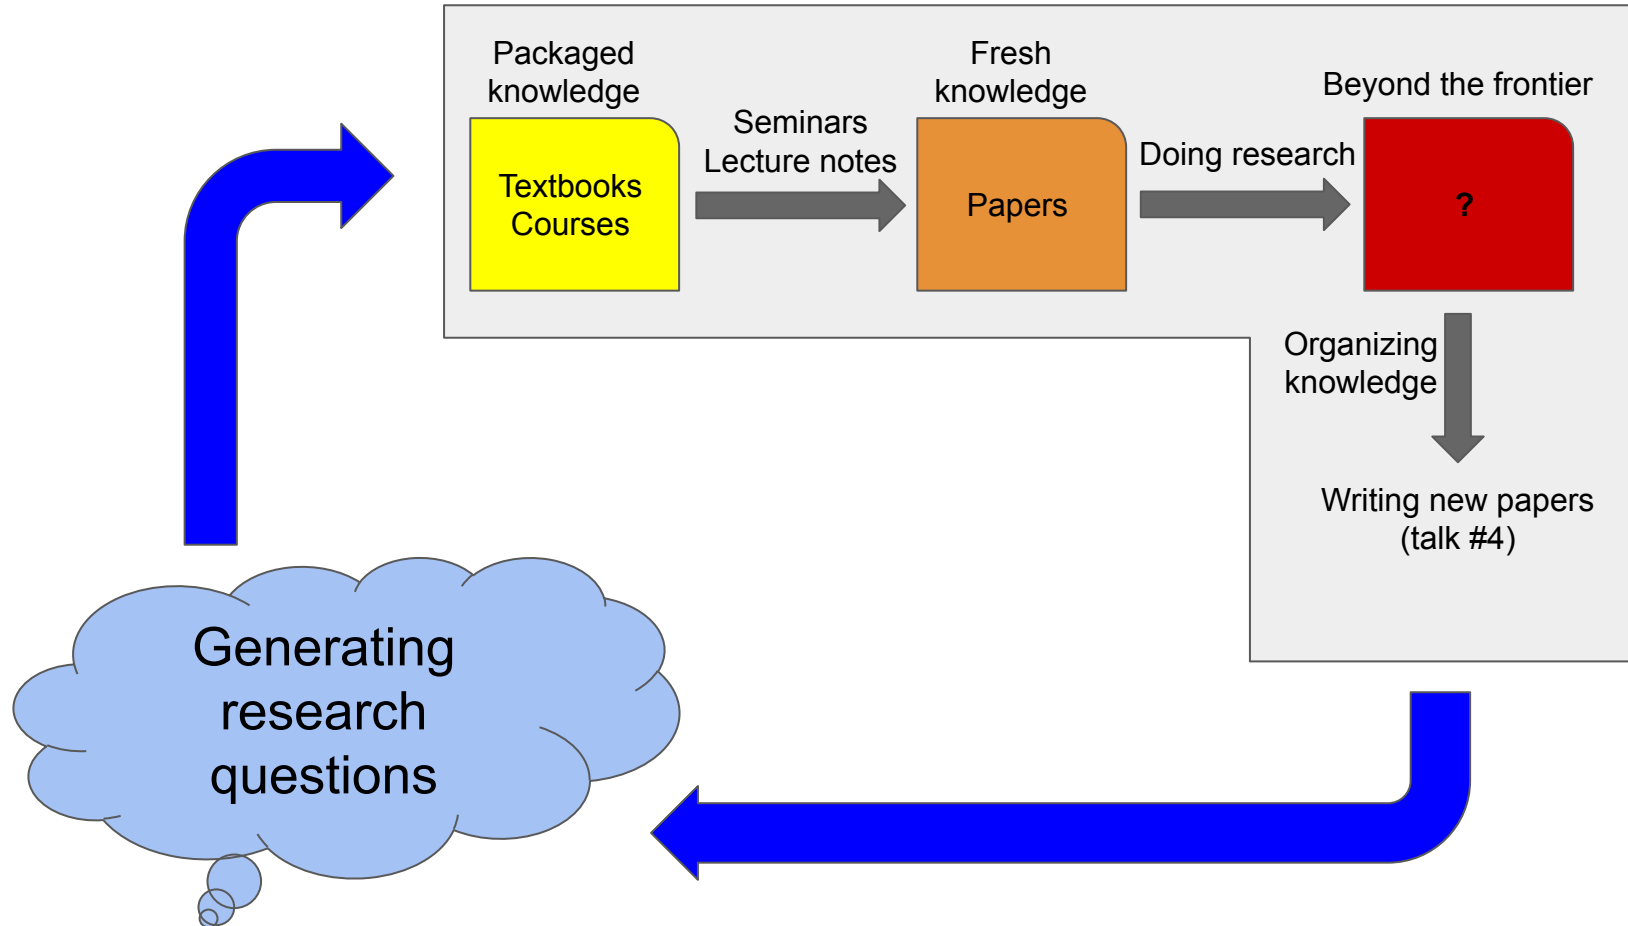 Packaged
knowledge
Textbooks
Courses
Seminars
Lecture notes
Fresh
knowledge
Papers
Doing research
Beyond the frontier
?
Organizing
knowledge
Writing new papers
(talk #4)
Generating
research
questions